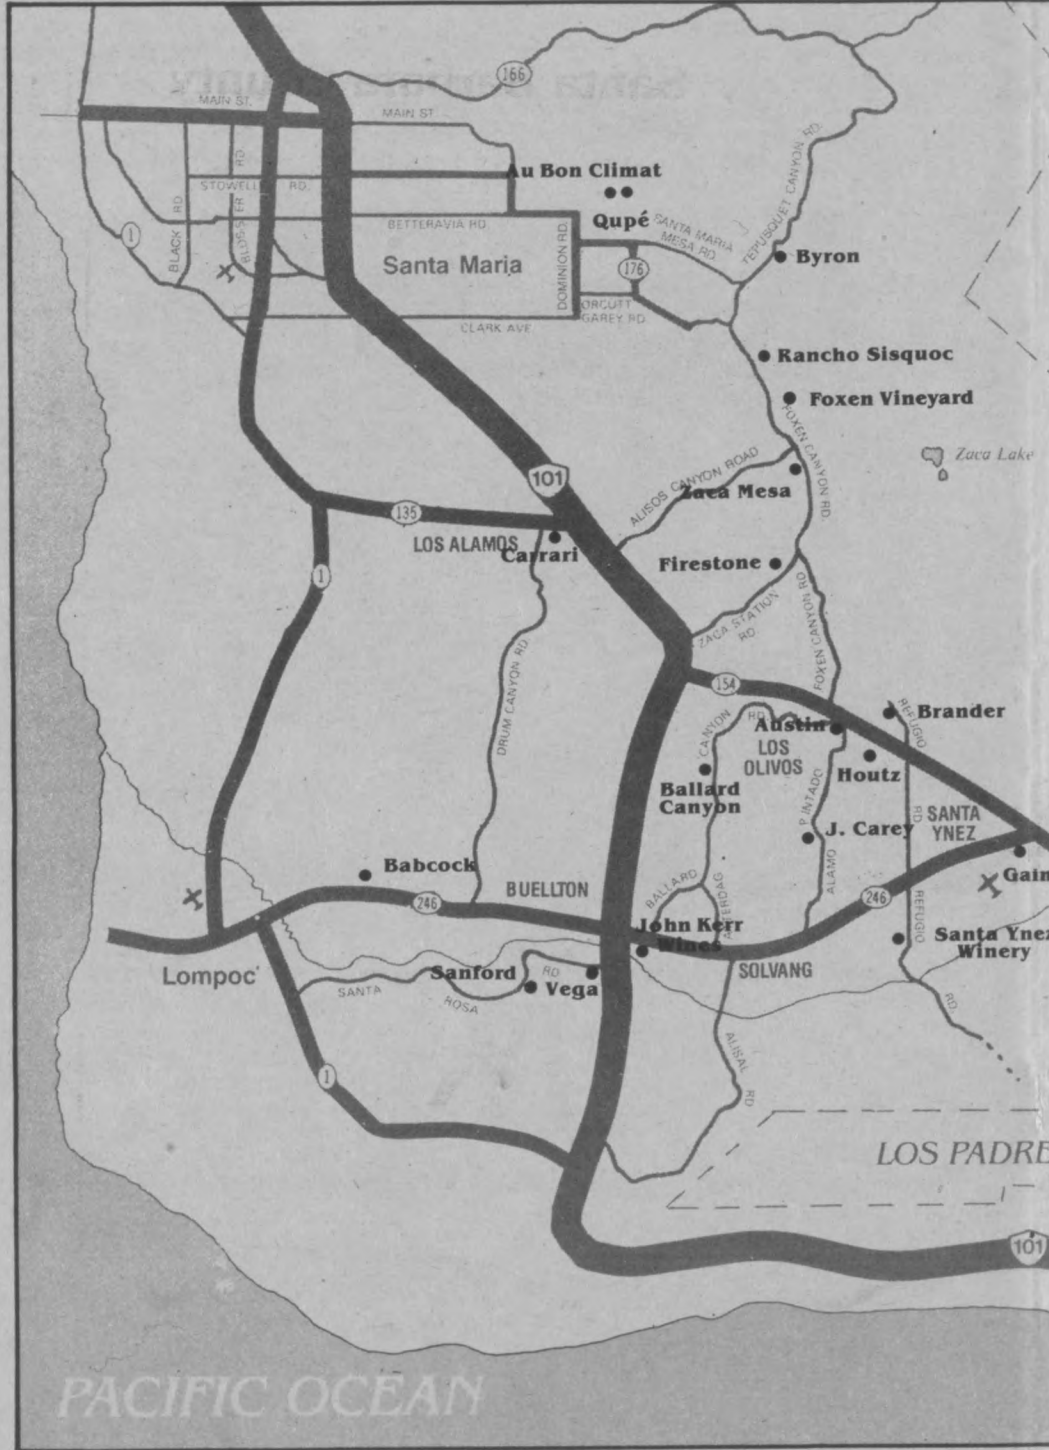 166
MAIN ST.
MAIN ST
STOWELL RD.
BLACK RD
BLOSSER RD
1
BETTERAVIA RD.
Santa Maria
Au Bon Climat
Qupé
SANTA MARIA
MESA RD.
TEPUSQUET CANYON RD.
Byron
176
DOMINION RD.
ORCUTT
GAREY RD.
CLARK AVE
Rancho Sisquoc
Foxen Vineyard
FOXEN CANYON RD.
Zaca Lake
ALISOS CANYON ROAD
Zaca Mesa
101
135
LOS ALAMOS
Carrari
Firestone
1
ZACA STATION
RD.
FOXEN CANYON RD
DRUM CANYON RD.
154
REFUGIO
RD
Brander
CANYON
RD.
Austin
LOS
OLIVOS
Houtz
Ballard
Canyon
PINTADO
ALAMO
J. Carey
SANTA
YNEZ
Gain
Babcock
BUELLTON
BALLARD
246
246
REFUGIO
John Kerr
Wines
Santa Ynez
Winery
SOLVANG
Lompoc
Sanford
RD
Vega
SANTA
ROSA
RD.
ALISAL
RD
1
LOS PADRE
101
PACIFIC OCEAN